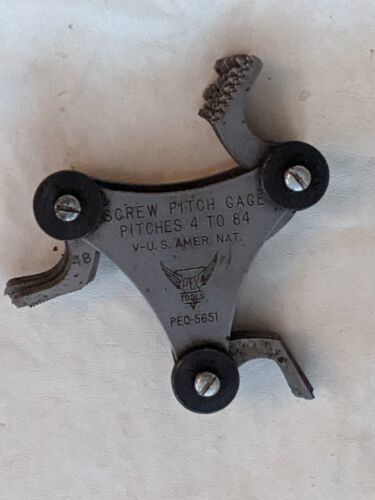 SCREW PITCH GAGE
PITCHES 4 TO 84
V-U.S. AMER. NAT.
48
TOOLS
PEC-5651